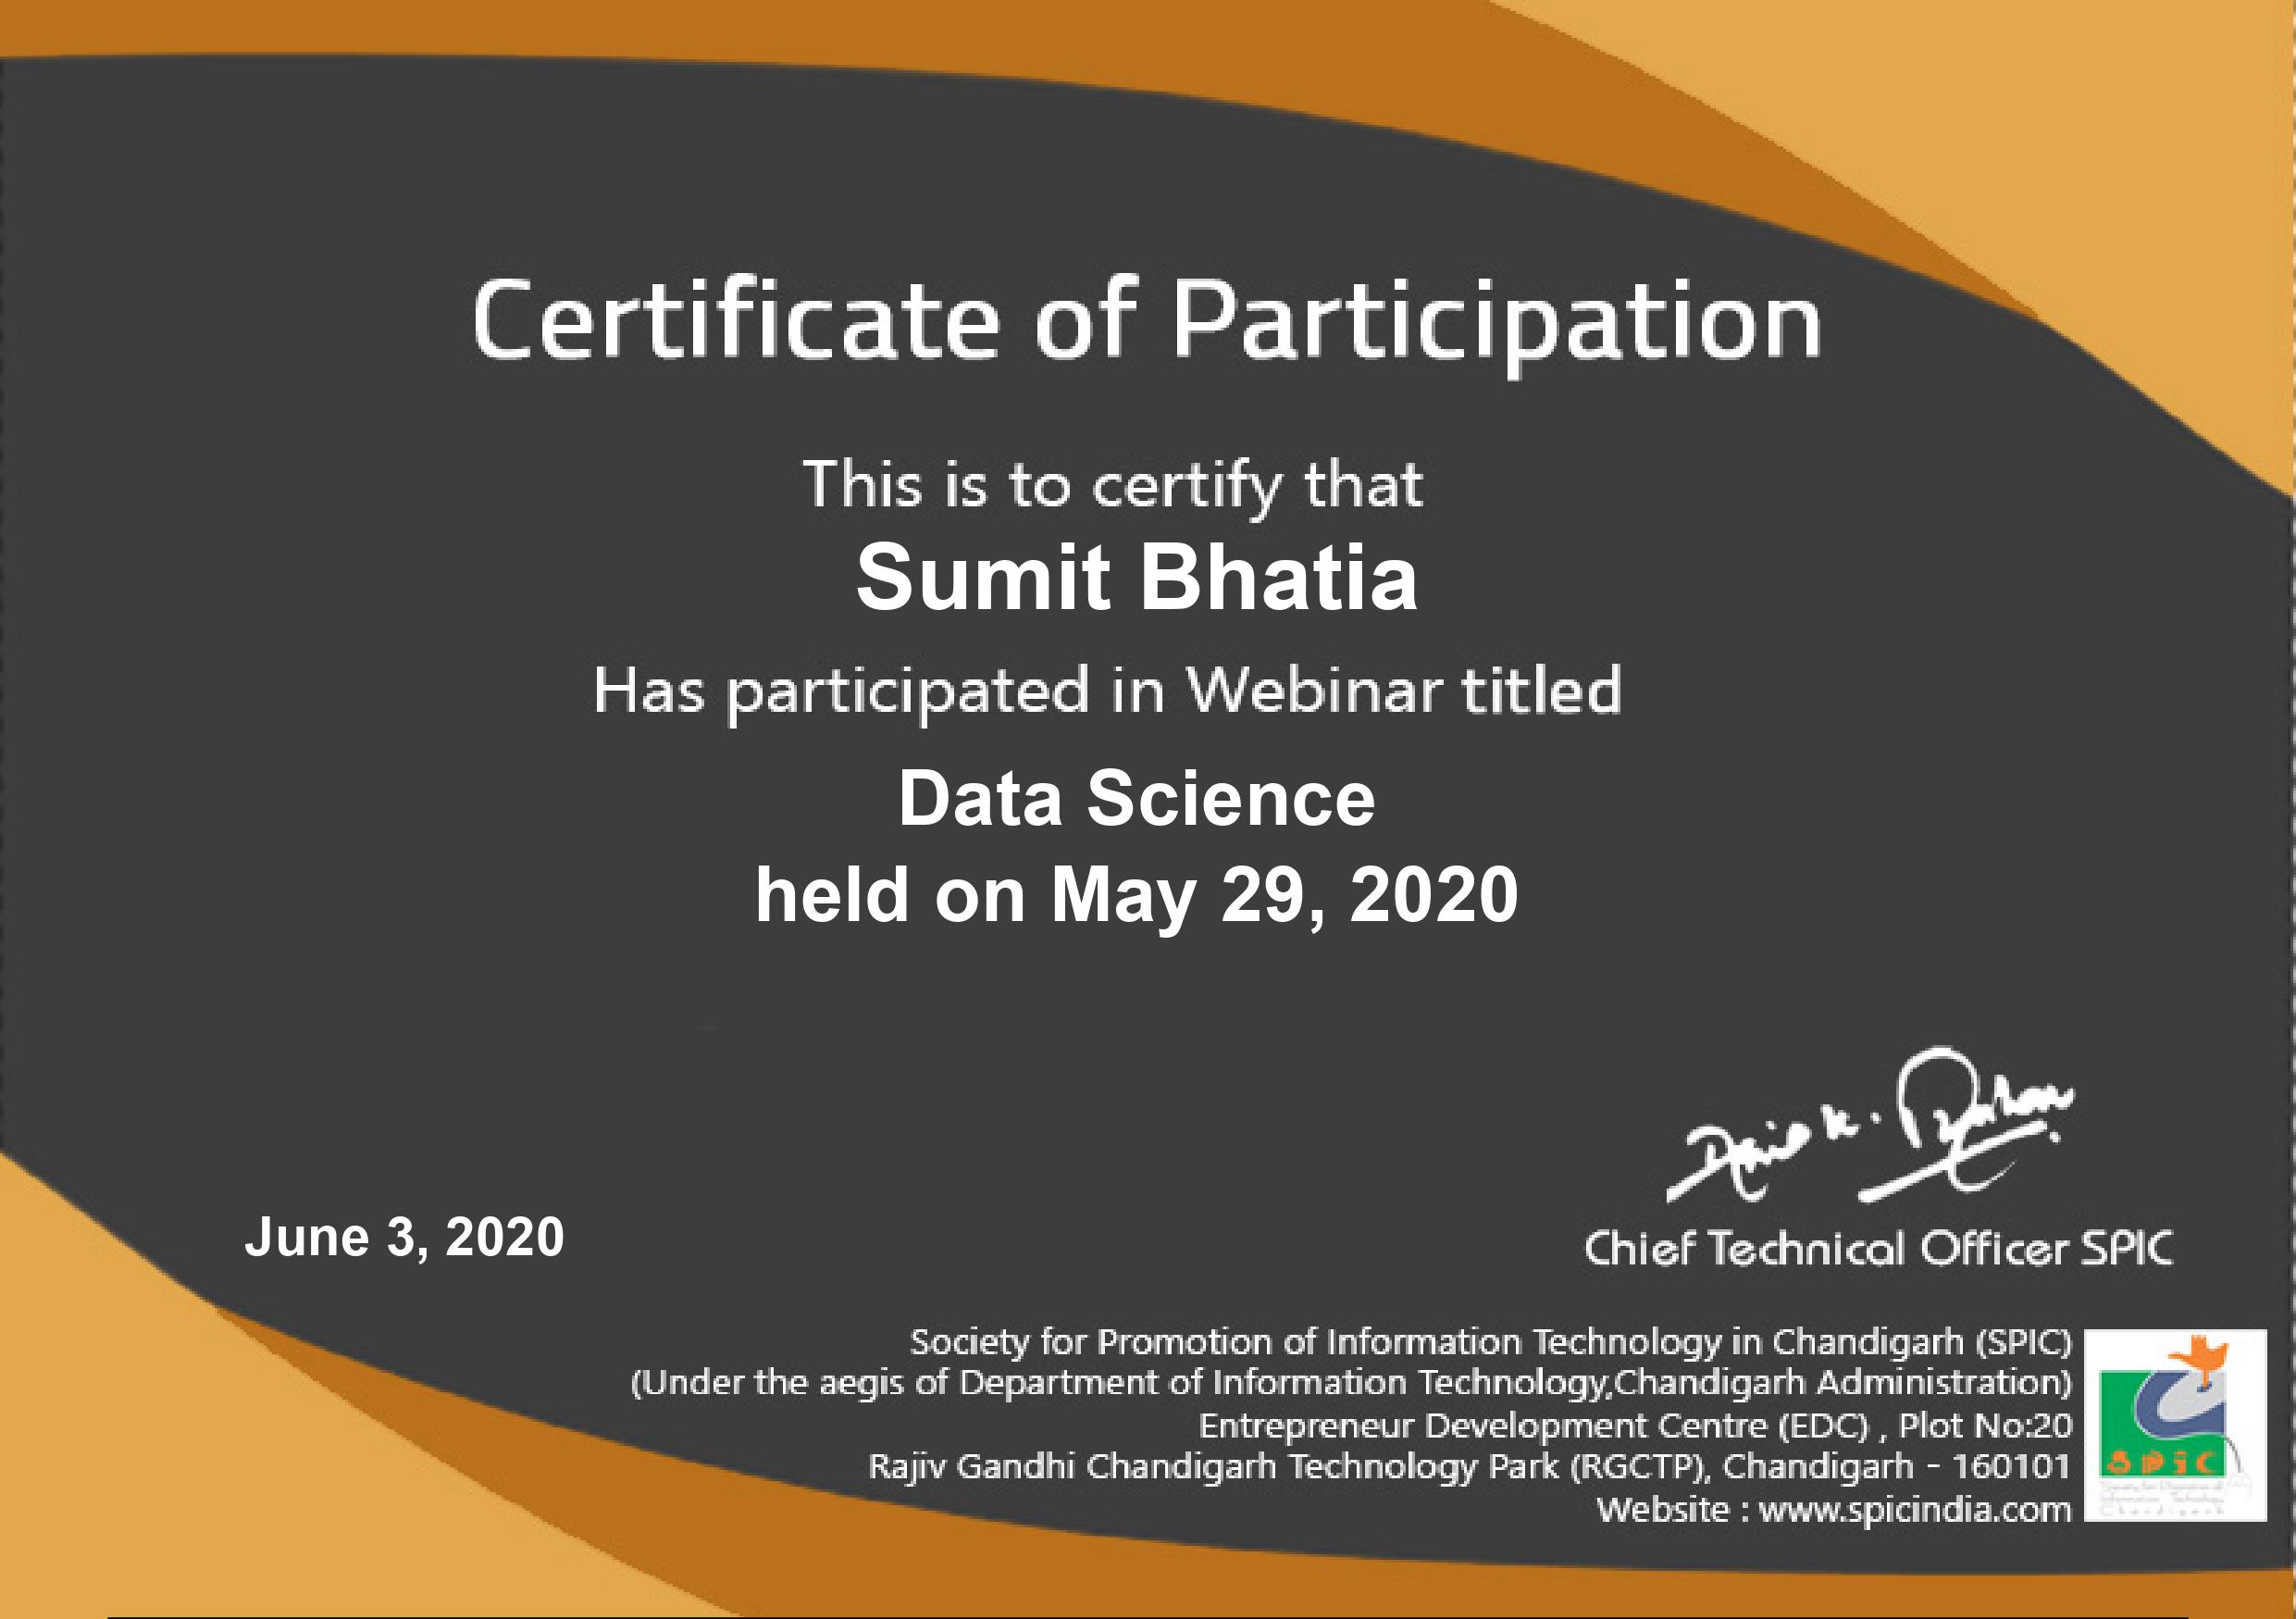 Certificate of Participation
This is to certify that
Sumit Bhatia
Has participated in Webinar titled
Data Science
held on May 29, 2020
June 3, 2020
Chief Technical Officer SPIC
Society for Promotion of Information Technology in Chandigarh (SPIC)
(Under the aegis of Department of Information Technology,Chandigarh Administration)
Entrepreneur Development Centre (EDC) , Plot No:20
Rajiv Gandhi Chandigarh Technology Park (RGCTP), Chandigarh - 160101
Website : www.spicindia.com
SPiC